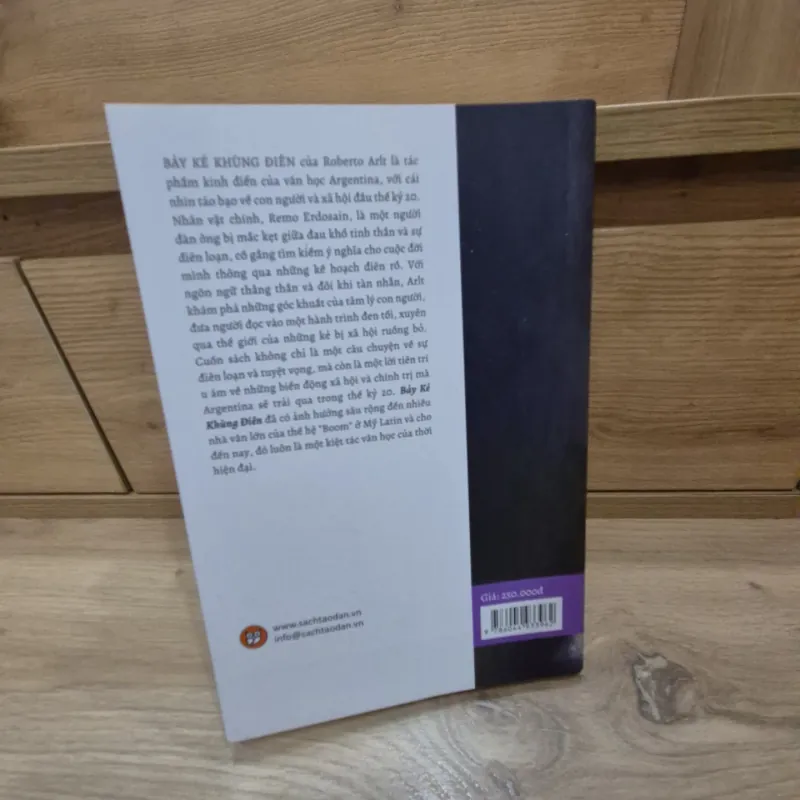 BẢY KẺ KHÙNG ĐIÊN của Roberto Arlt là tác
phẩm kinh điển của văn học Argentina, với cái
nhìn táo bạo về con người và xã hội đầu thế kỷ 20.
Nhân vật chính, Remo Erdosain, là một người
đàn ông bị mắc kẹt giữa đau khổ tinh thần và sự
điên loạn, cố gắng tìm kiếm ý nghĩa cho cuộc đời
mình thông qua những kế hoạch điên rồ. Với
ngôn ngữ thẳng thắn và đôi khi tàn nhẫn, Arlt
khám phá những góc khuất của tâm lý con người,
đưa người đọc vào một hành trình đen tối, xuyên
qua thế giới của những kẻ bị xã hội ruồng bỏ.
Cuốn sách không chỉ là một câu chuyện về sự
điên loạn và tuyệt vọng, mà còn là một lời tiên tri
u ám về những biến động xã hội và chính trị mà
Argentina sẽ trải qua trong thế kỷ 20. Bảy Kẻ
Khùng Điên đã có ảnh hưởng sâu rộng đến nhiều
nhà văn lớn của thế hệ "Boom" ở Mỹ Latin và cho
đến nay, đó luôn là một kiệt tác văn học của thời
hiện đại.
Giá: 250.000đ
www.sachtaodan.vn
info@sachtaodan.vn